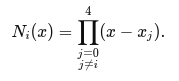 N_i(x) = \prod_{\substack{j=0 \\ j \neq i}}^{4} (x - x_j).